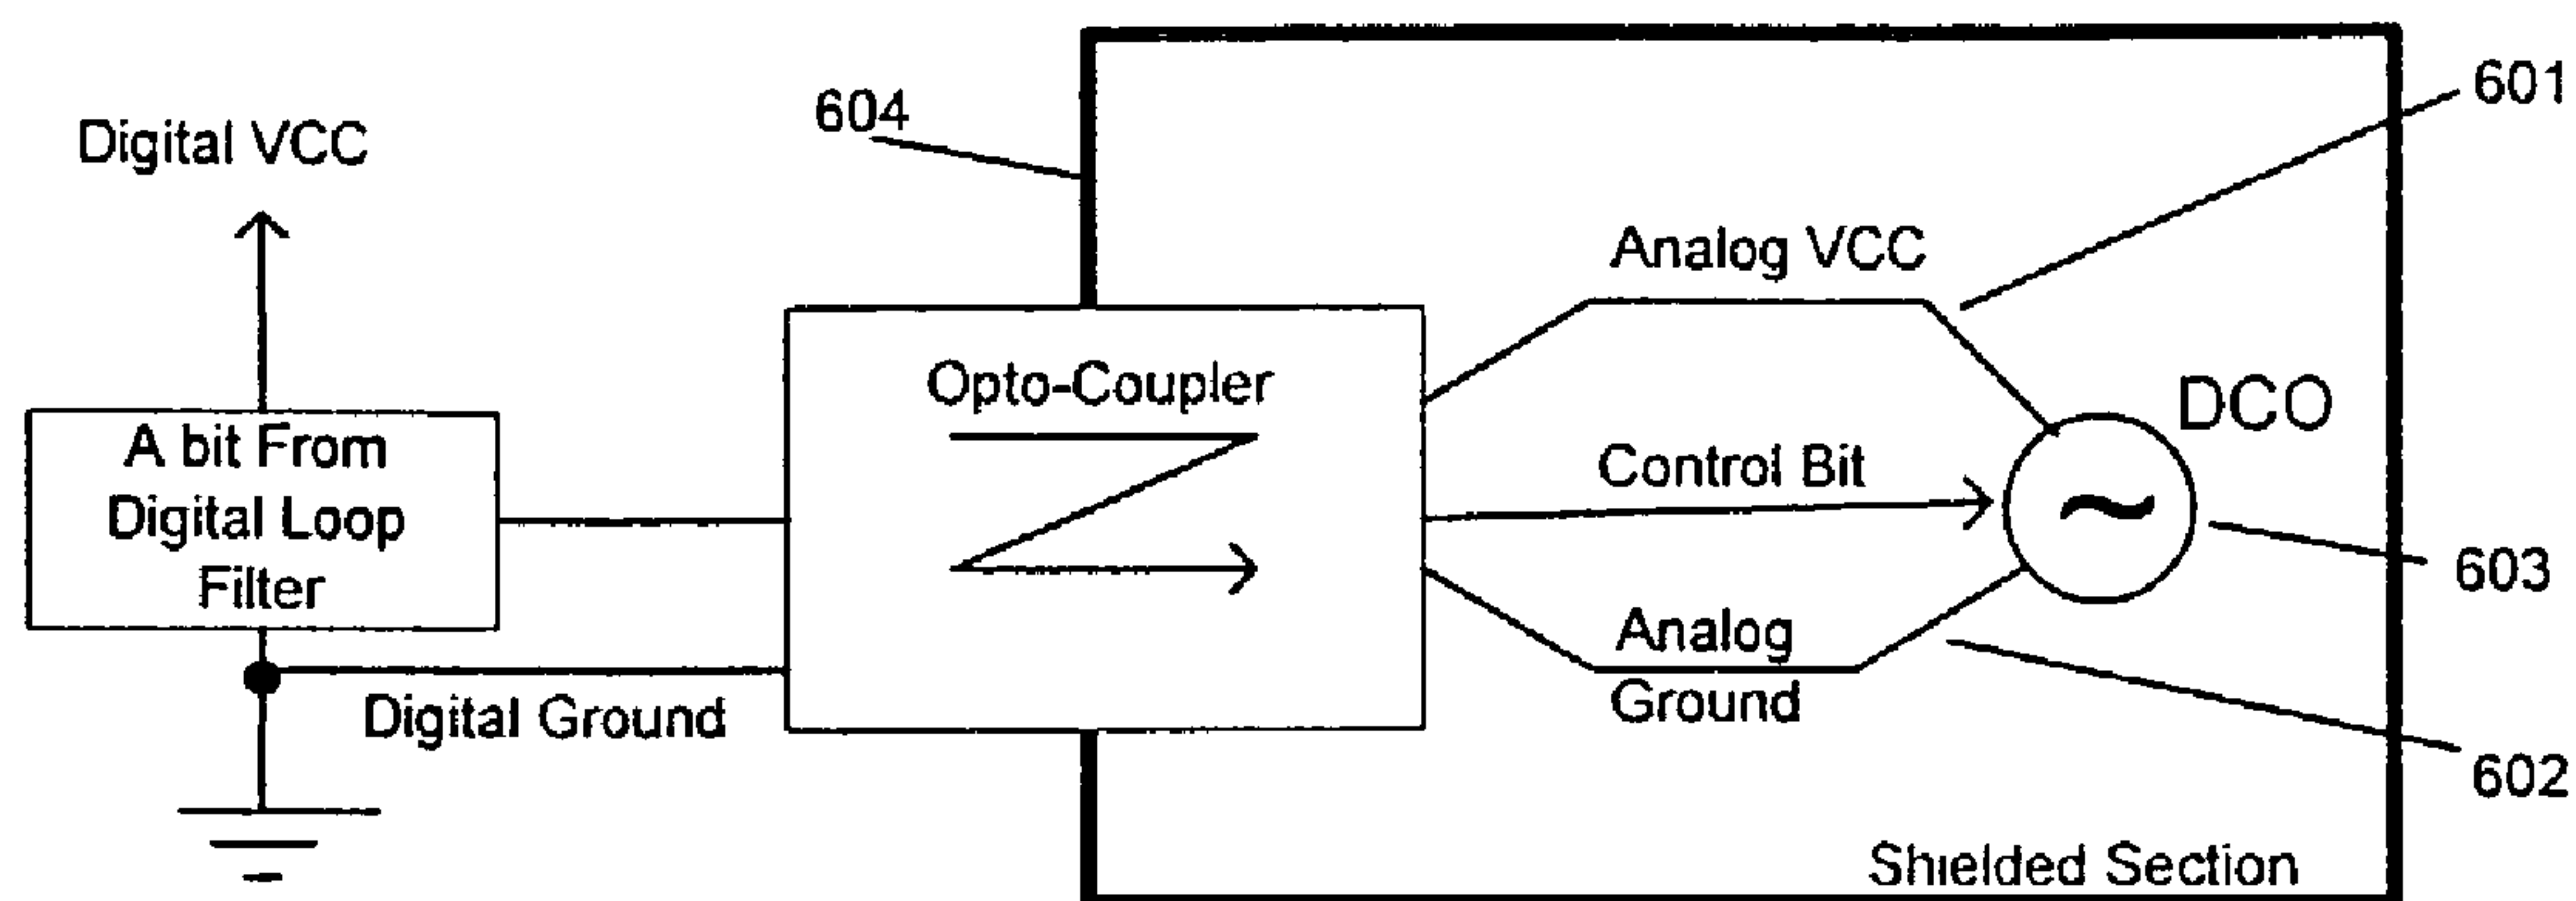 601
604
Digital VCC
Analog VCC
Opto-Coupler
DCO
A bit From
Digital Loop
Filter
Control Bit
603
Analog
Ground
Digital Ground
602
Shielded Section